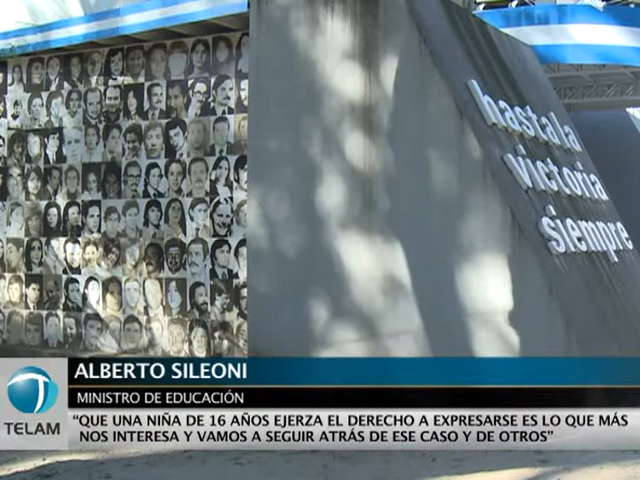 hasta la
victoria
siempre
ALBERTO SILEONI
MINISTRO DE EDUCACIÓN
TELAM
“QUE UNA NIÑA DE 16 AÑOS EJERZA EL DERECHO A EXPRESARSE ES LO QUE MÁS
NOS INTERESA Y VAMOS A SEGUIR ATRÁS DE ESE CASO Y DE OTROS”